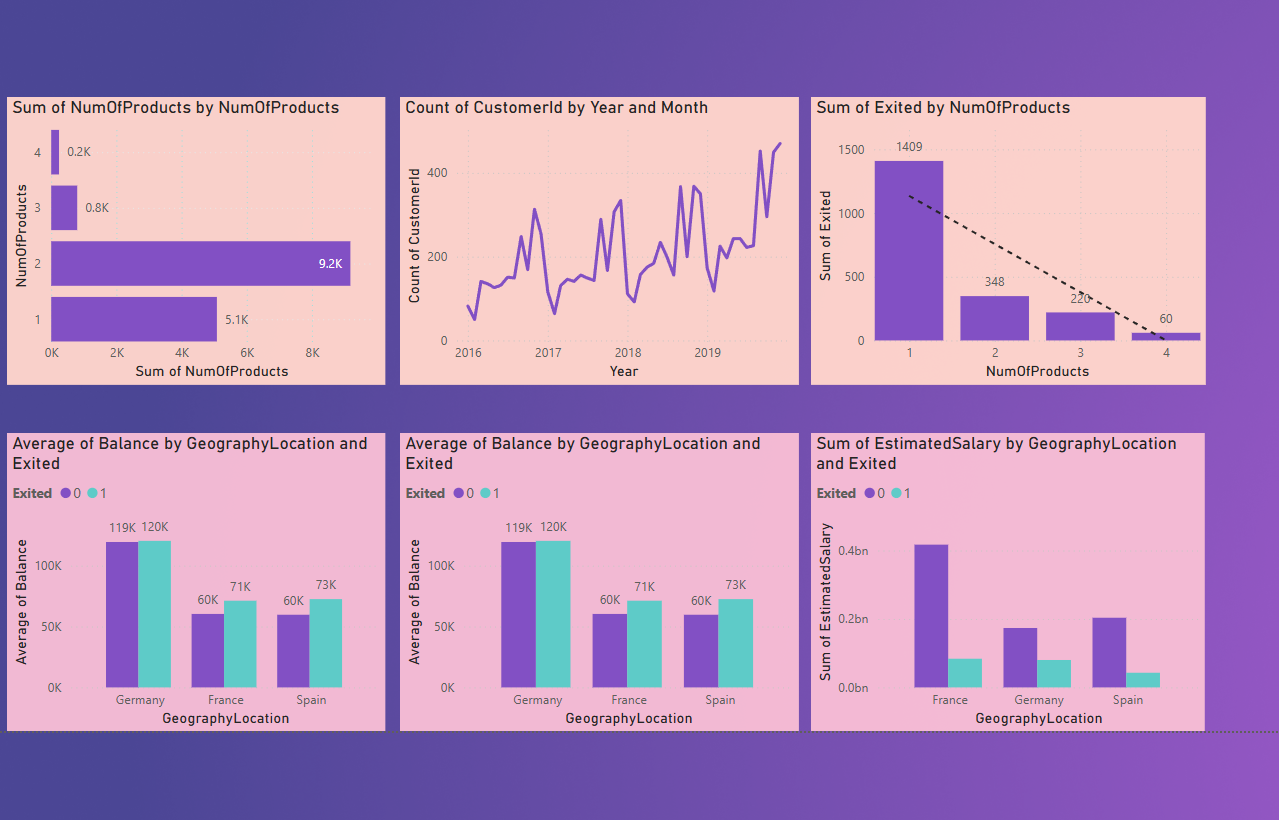 Sum of NumOfProducts by NumOfProducts
NumOfProducts
4
0.2K
3
0.8K
2
9.2K
1
5.1K
0K 2K 4K 6K 8K
Sum of NumOfProducts
Count of CustomerId by Year and Month
Count of CustomerId
400
200
0
2016 2017 2018 2019
Year
Sum of Exited by NumOfProducts
Sum of Exited
1500
1000
500
0
1409
348
220
60
1 2 3 4
NumOfProducts
Average of Balance by GeographyLocation and
Exited
Exited 0 1
Average of Balance
100K
50K
0K
119K 120K
60K 71K
60K 73K
Germany France Spain
GeographyLocation
Average of Balance by GeographyLocation and
Exited
Exited 0 1
Average of Balance
100K
50K
0K
119K 120K
60K 71K
60K 73K
Germany France Spain
GeographyLocation
Sum of EstimatedSalary by GeographyLocation
and Exited
Exited 0 1
Sum of EstimatedSalary
0.4bn
0.2bn
0.0bn
France Germany Spain
GeographyLocation